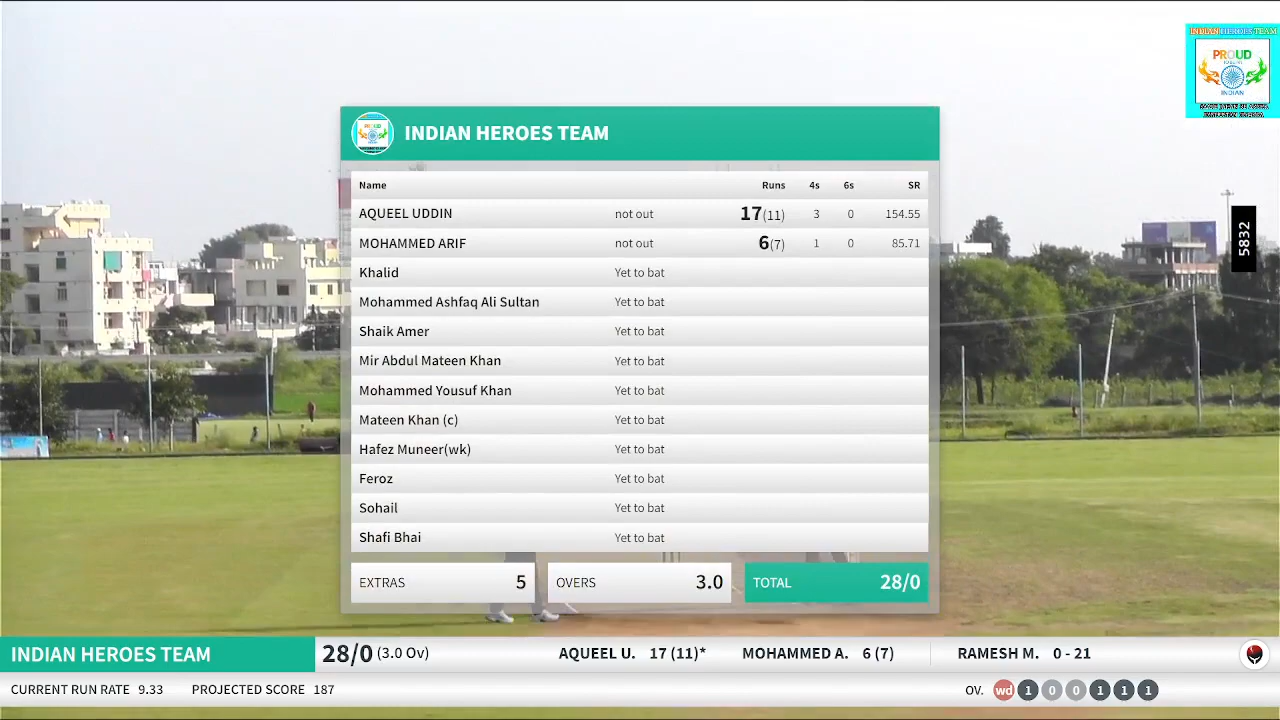 INDIAN HEROES TEAM
PROUD
INDIAN
INDIAN HEROES TEAM
Name Runs 4s 6s SR
AQUEEL UDDIN not out 17(11) 3 0 154.55
MOHAMMED ARIF not out 6(7) 1 0 85.71
Khalid Yet to bat
Mohammed Ashfaq Ali Sultan Yet to bat
Shaik Amer Yet to bat
Mir Abdul Mateen Khan Yet to bat
Mohammed Yousuf Khan Yet to bat
Mateen Khan (c) Yet to bat
Hafez Muneer(wk) Yet to bat
Feroz Yet to bat
Sohail Yet to bat
Shafi Bhai Yet to bat
EXTRAS 5 OVERS 3.0 TOTAL 28/0
5832
INDIAN HEROES TEAM 28/0 (3.0 Ov) AQUEEL U. 17 (11)* MOHAMMED A. 6 (7) RAMESH M. 0 - 21
CURRENT RUN RATE 9.33 PROJECTED SCORE 187 OV. wd 1 0 0 1 1 1